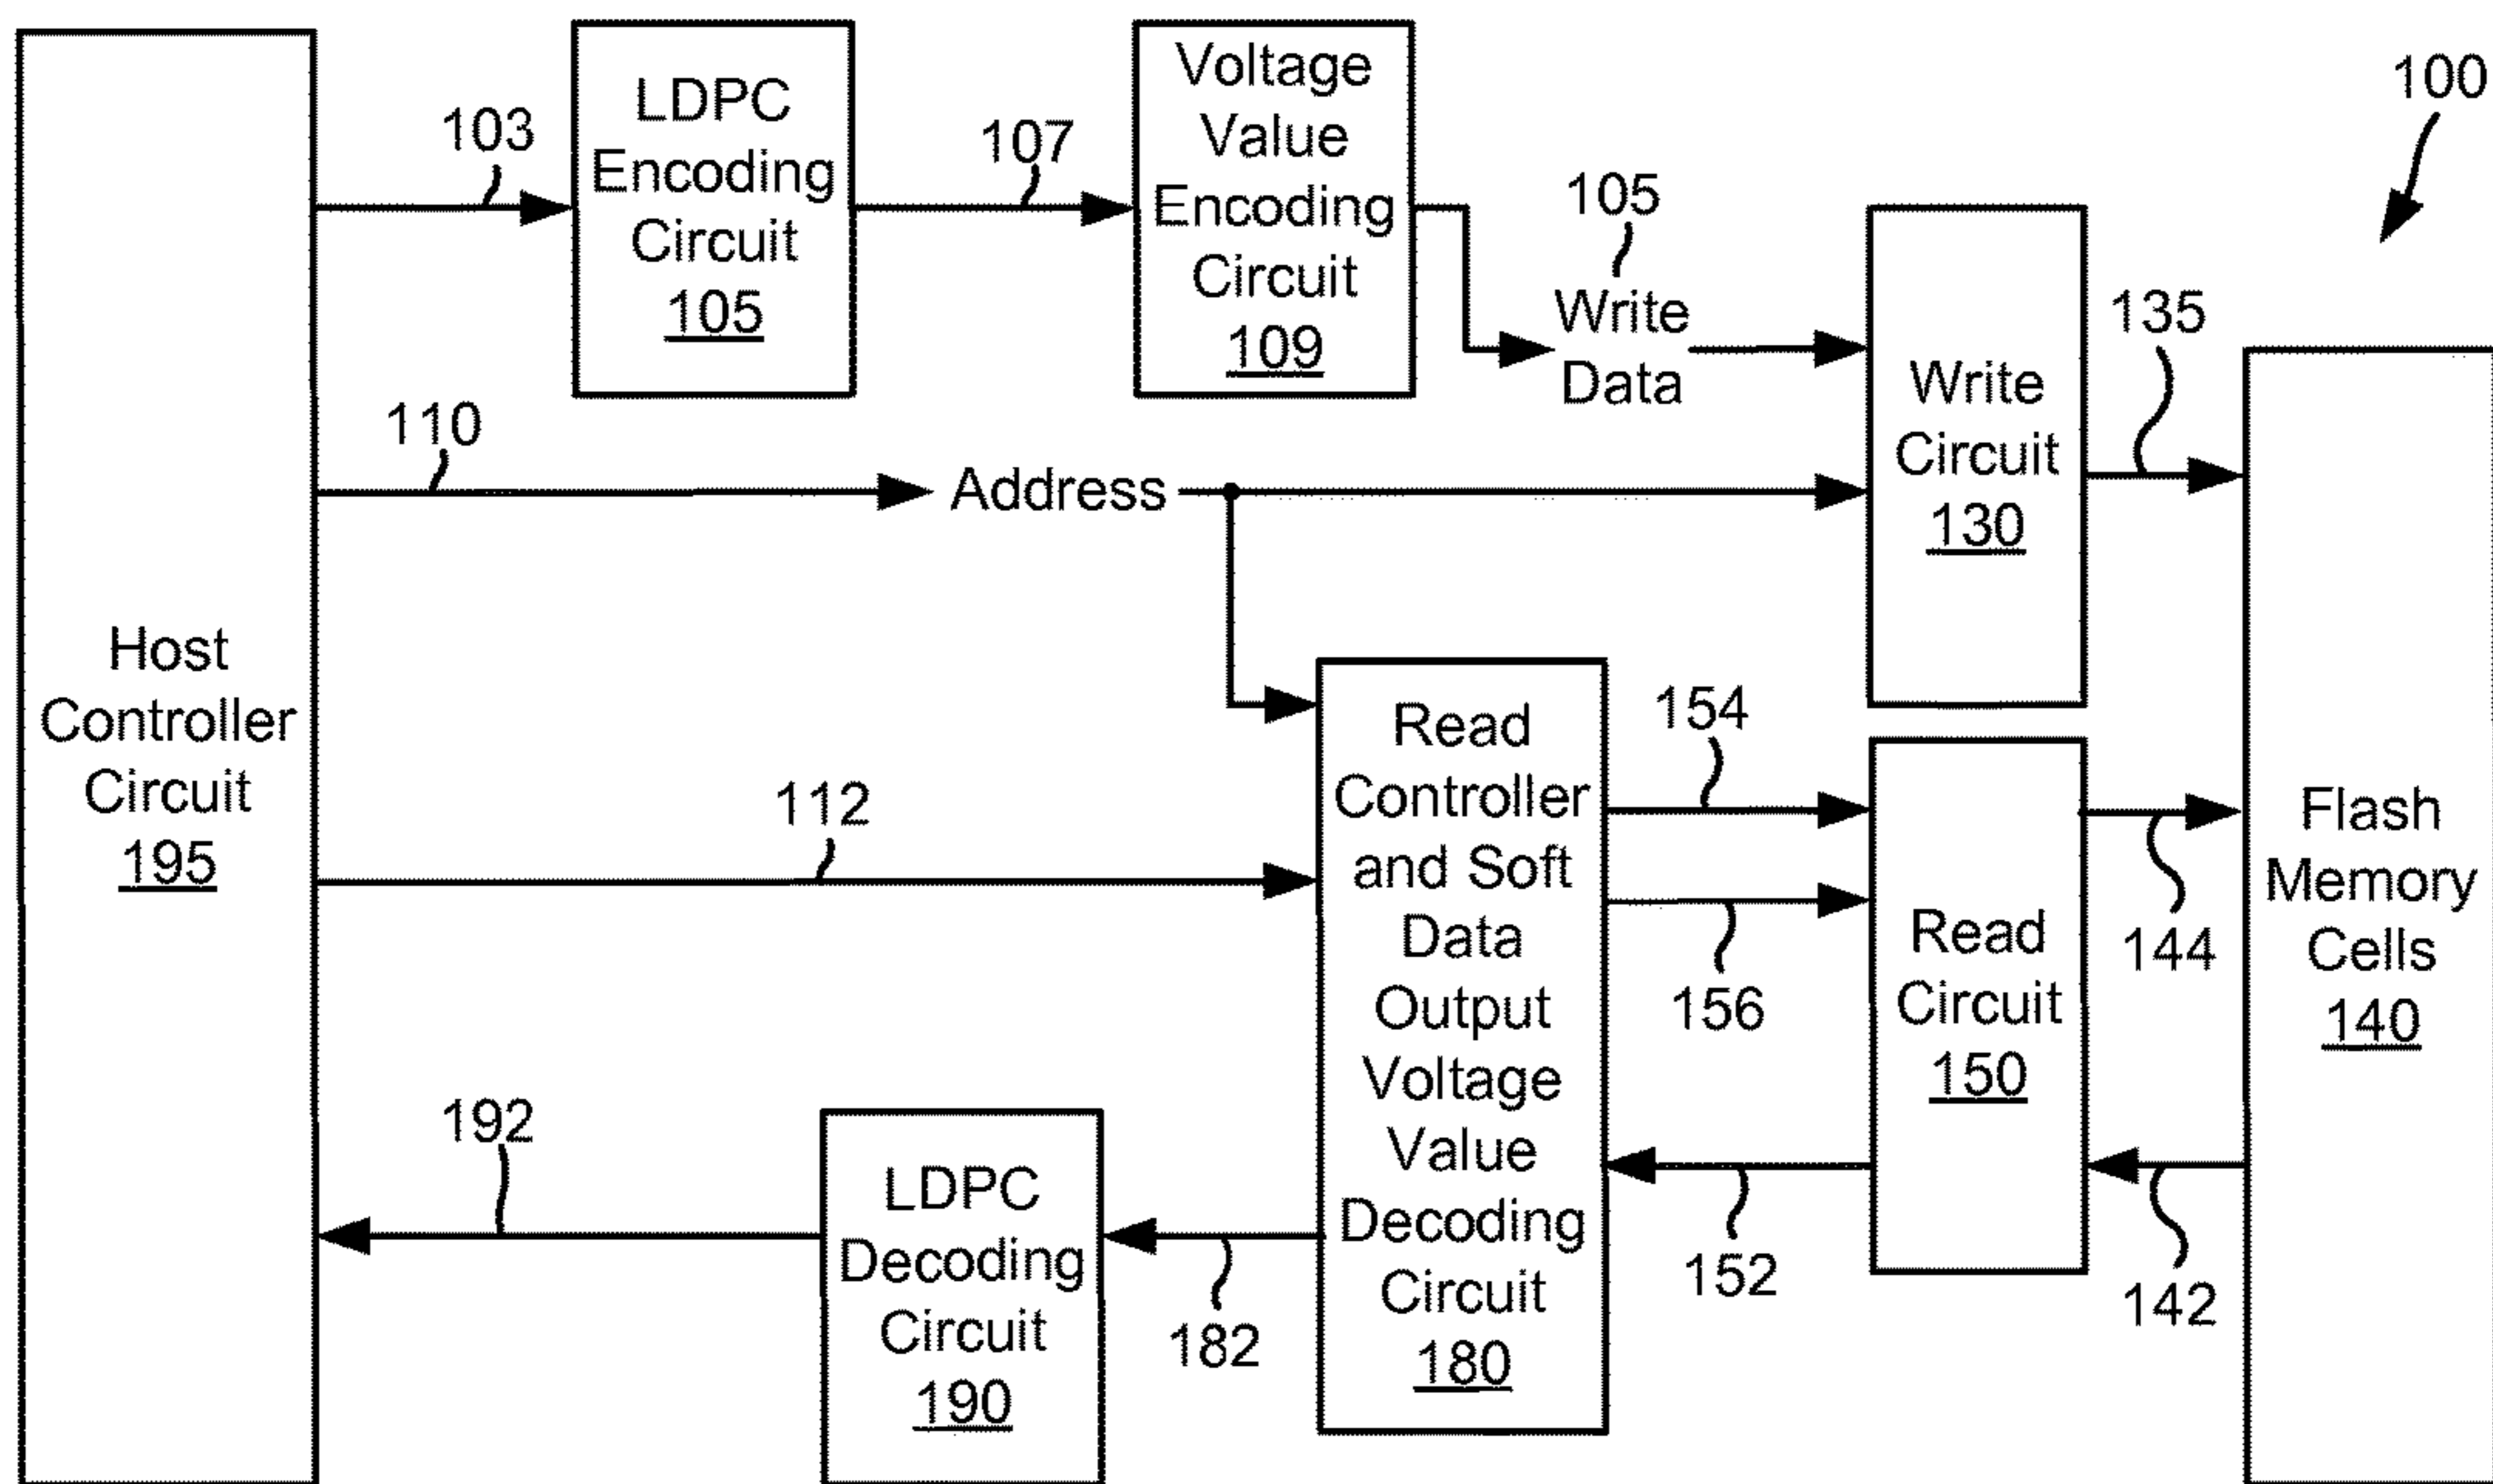 100
Host
Controller
Circuit
195
103
LDPC
Encoding
Circuit
105
107
Voltage
Value
Encoding
Circuit
109
105
Write
Data
110
Address
Write
Circuit
130
135
112
Read
Controller
and Soft
Data
Output
Voltage
Value
Decoding
Circuit
180
154
156
152
Read
Circuit
150
144
142
Flash
Memory
Cells
140
192
LDPC
Decoding
Circuit
190
182